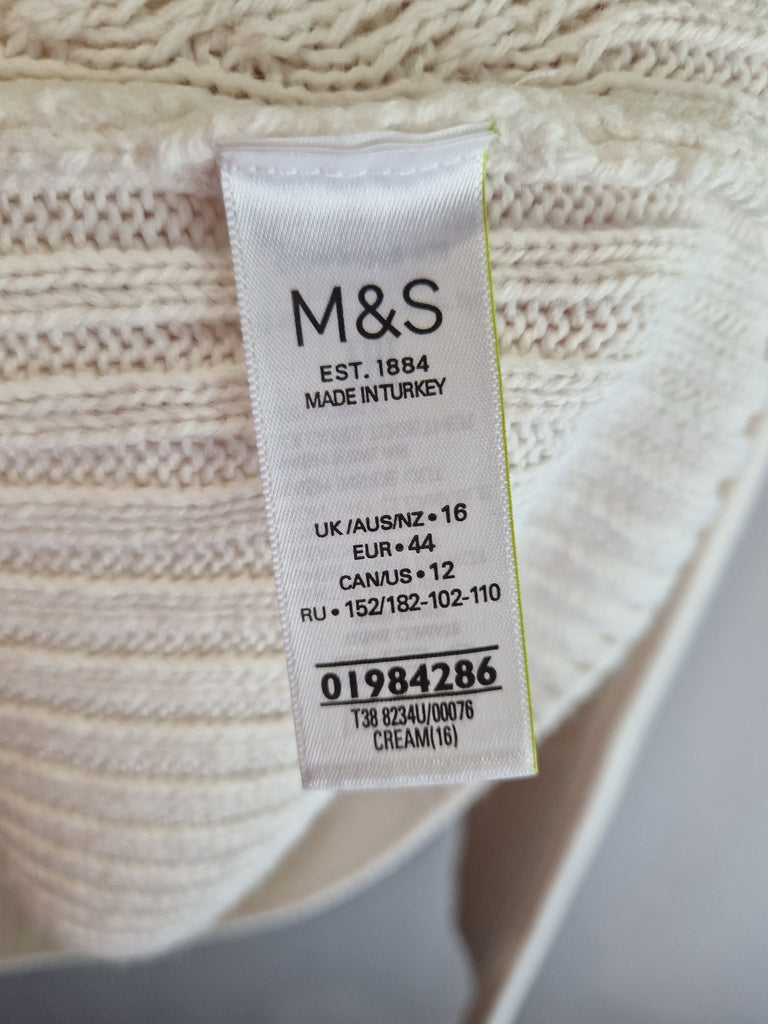 M&S
EST. 1884
MADE IN TURKEY
UK/AUS/NZ • 16
EUR • 44
CAN/US • 12
RU • 152/182-102-110
01984286
T38 8234U/00076
CREAM(16)